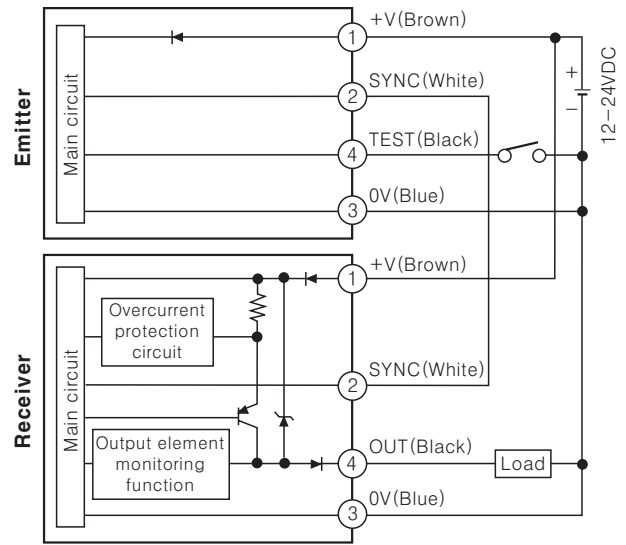 Emitter
Main circuit
1
+V(Brown)
2
SYNC(White)
4
TEST(Black)
3
0V(Blue)
+
−
12−24VDC
Receiver
Main circuit
Overcurrent
protection
circuit
Output element
monitoring
function
1
+V(Brown)
2
SYNC(White)
4
OUT(Black)
Load
3
0V(Blue)